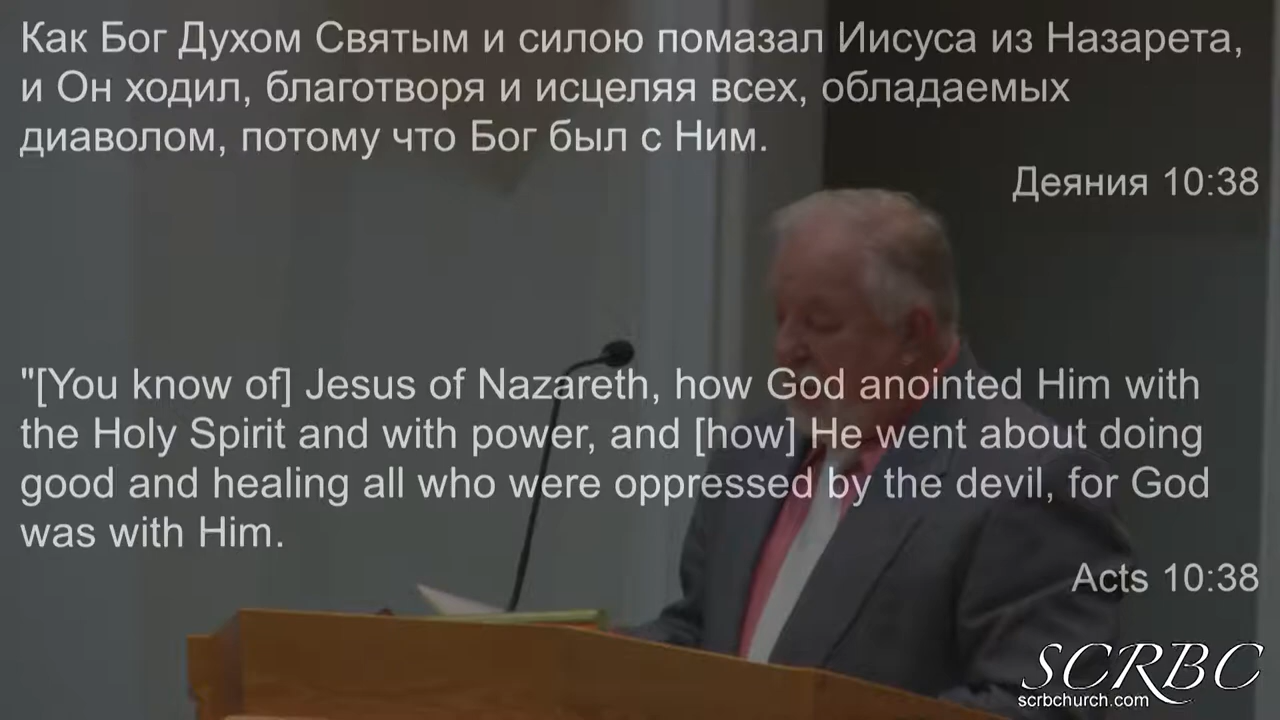 Как Бог Духом Святым и силою помазал Иисуса из Назарета,
и Он ходил, благотворя и исцеляя всех, обладаемых
диаволом, потому что Бог был с Ним.
Деяния 10:38
"[You know of] Jesus of Nazareth, how God anointed Him with
the Holy Spirit and with power, and [how] He went about doing
good and healing all who were oppressed by the devil, for God
was with Him.
Acts 10:38
SCRBC
scrbchurch.com